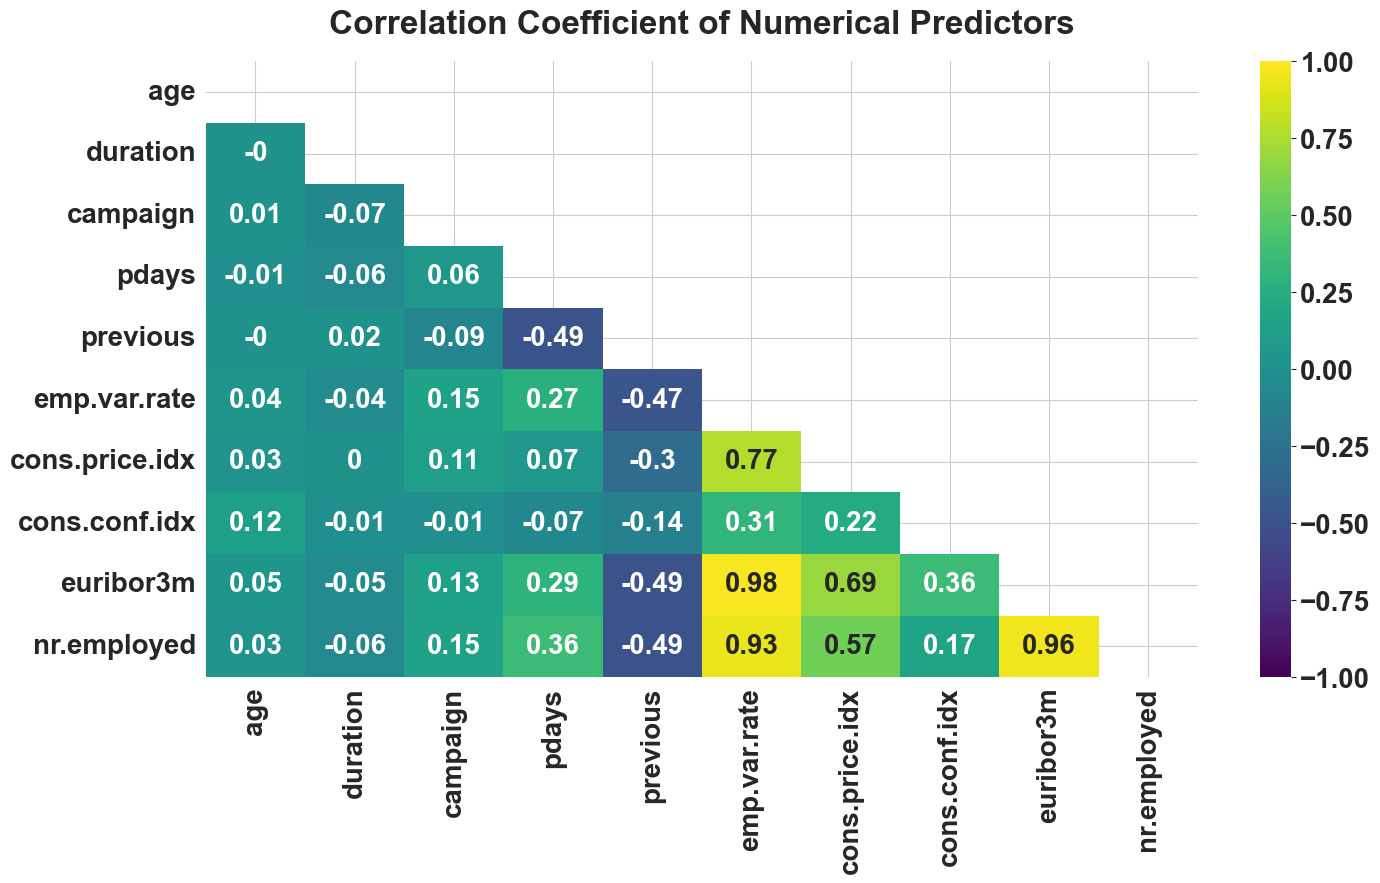 Correlation Coefficient of Numerical Predictors
age
duration -0
campaign 0.01 -0.07
pdays -0.01 -0.06 0.06
previous -0 0.02 -0.09 -0.49
emp.var.rate 0.04 -0.04 0.15 0.27 -0.47
cons.price.idx 0.03 0 0.11 0.07 -0.3 0.77
cons.conf.idx 0.12 -0.01 -0.01 -0.07 -0.14 0.31 0.22
euribor3m 0.05 -0.05 0.13 0.29 -0.49 0.98 0.69 0.36
nr.employed 0.03 -0.06 0.15 0.36 -0.49 0.93 0.57 0.17 0.96
age
duration
campaign
pdays
previous
emp.var.rate
cons.price.idx
cons.conf.idx
euribor3m
nr.employed
1.00
0.75
0.50
0.25
0.00
−0.25
−0.50
−0.75
−1.00